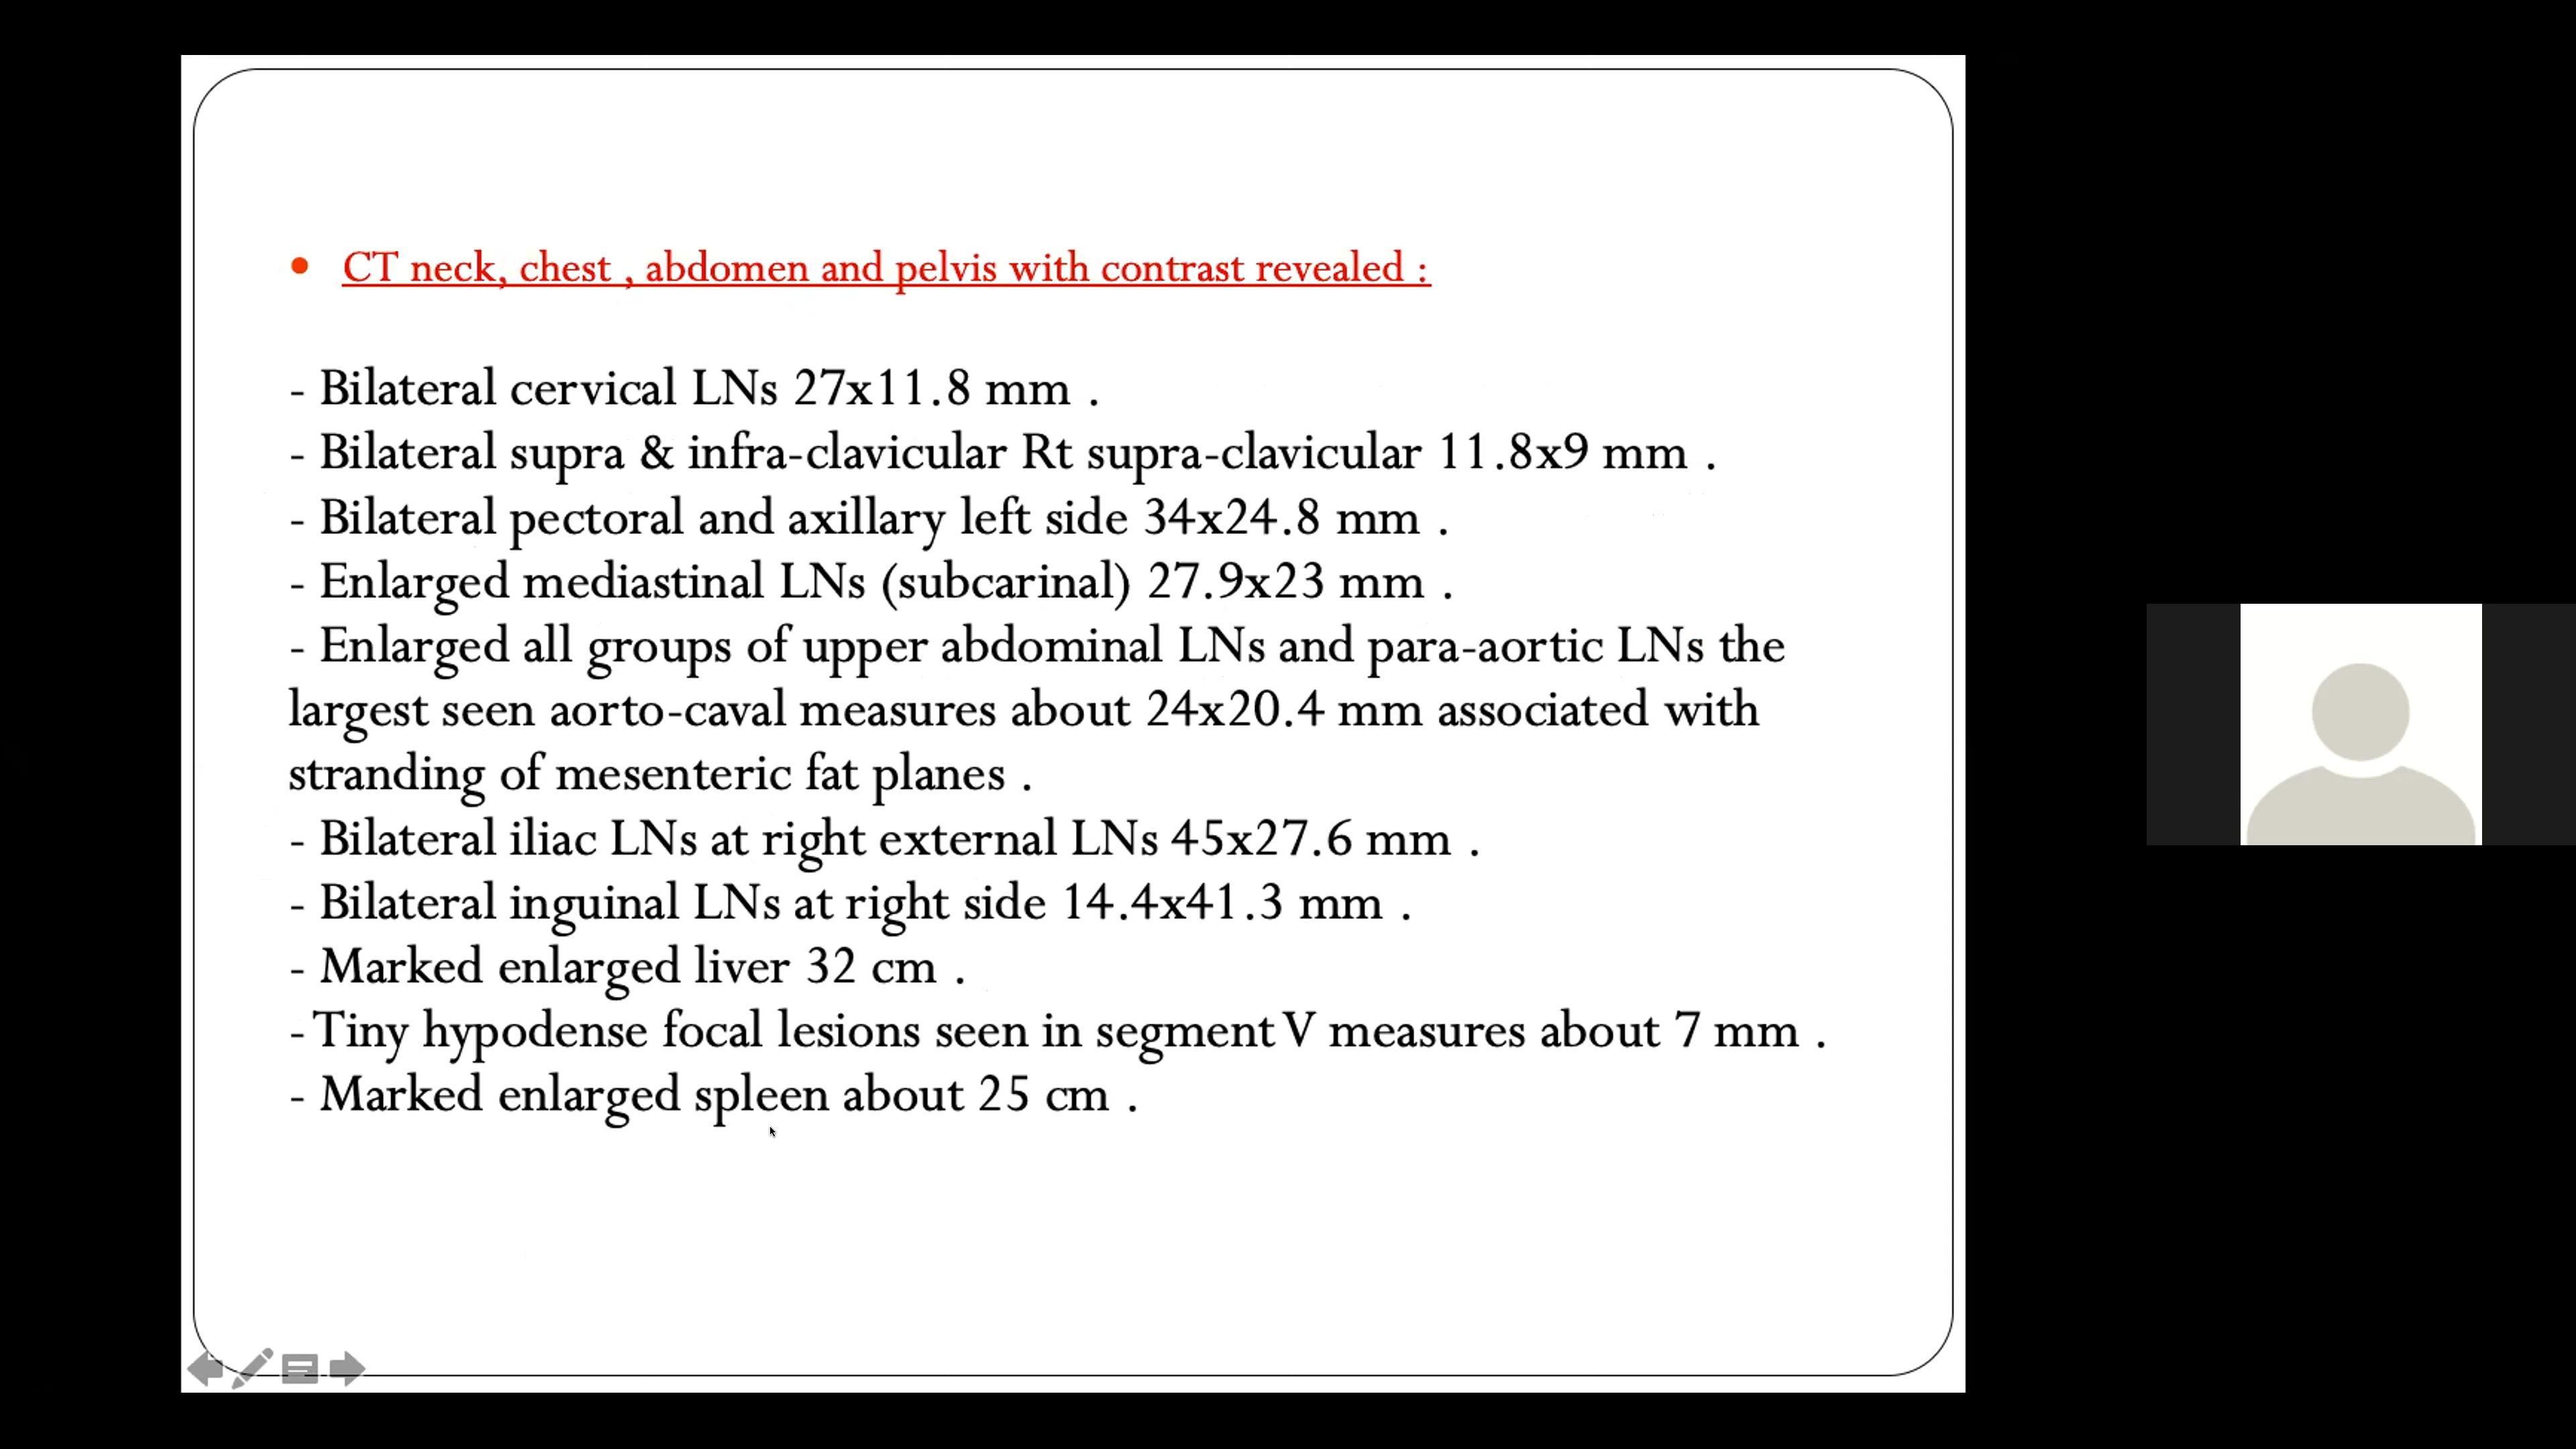 • CT neck, chest , abdomen and pelvis with contrast revealed :
- Bilateral cervical LNs 27x11.8 mm .
- Bilateral supra & infra-clavicular Rt supra-clavicular 11.8x9 mm .
- Bilateral pectoral and axillary left side 34x24.8 mm .
- Enlarged mediastinal LNs (subcarinal) 27.9x23 mm .
- Enlarged all groups of upper abdominal LNs and para-aortic LNs the
largest seen aorto-caval measures about 24x20.4 mm associated with
stranding of mesenteric fat planes .
- Bilateral iliac LNs at right external LNs 45x27.6 mm .
- Bilateral inguinal LNs at right side 14.4x41.3 mm .
- Marked enlarged liver 32 cm .
- Tiny hypodense focal lesions seen in segment V measures about 7 mm .
- Marked enlarged spleen about 25 cm .